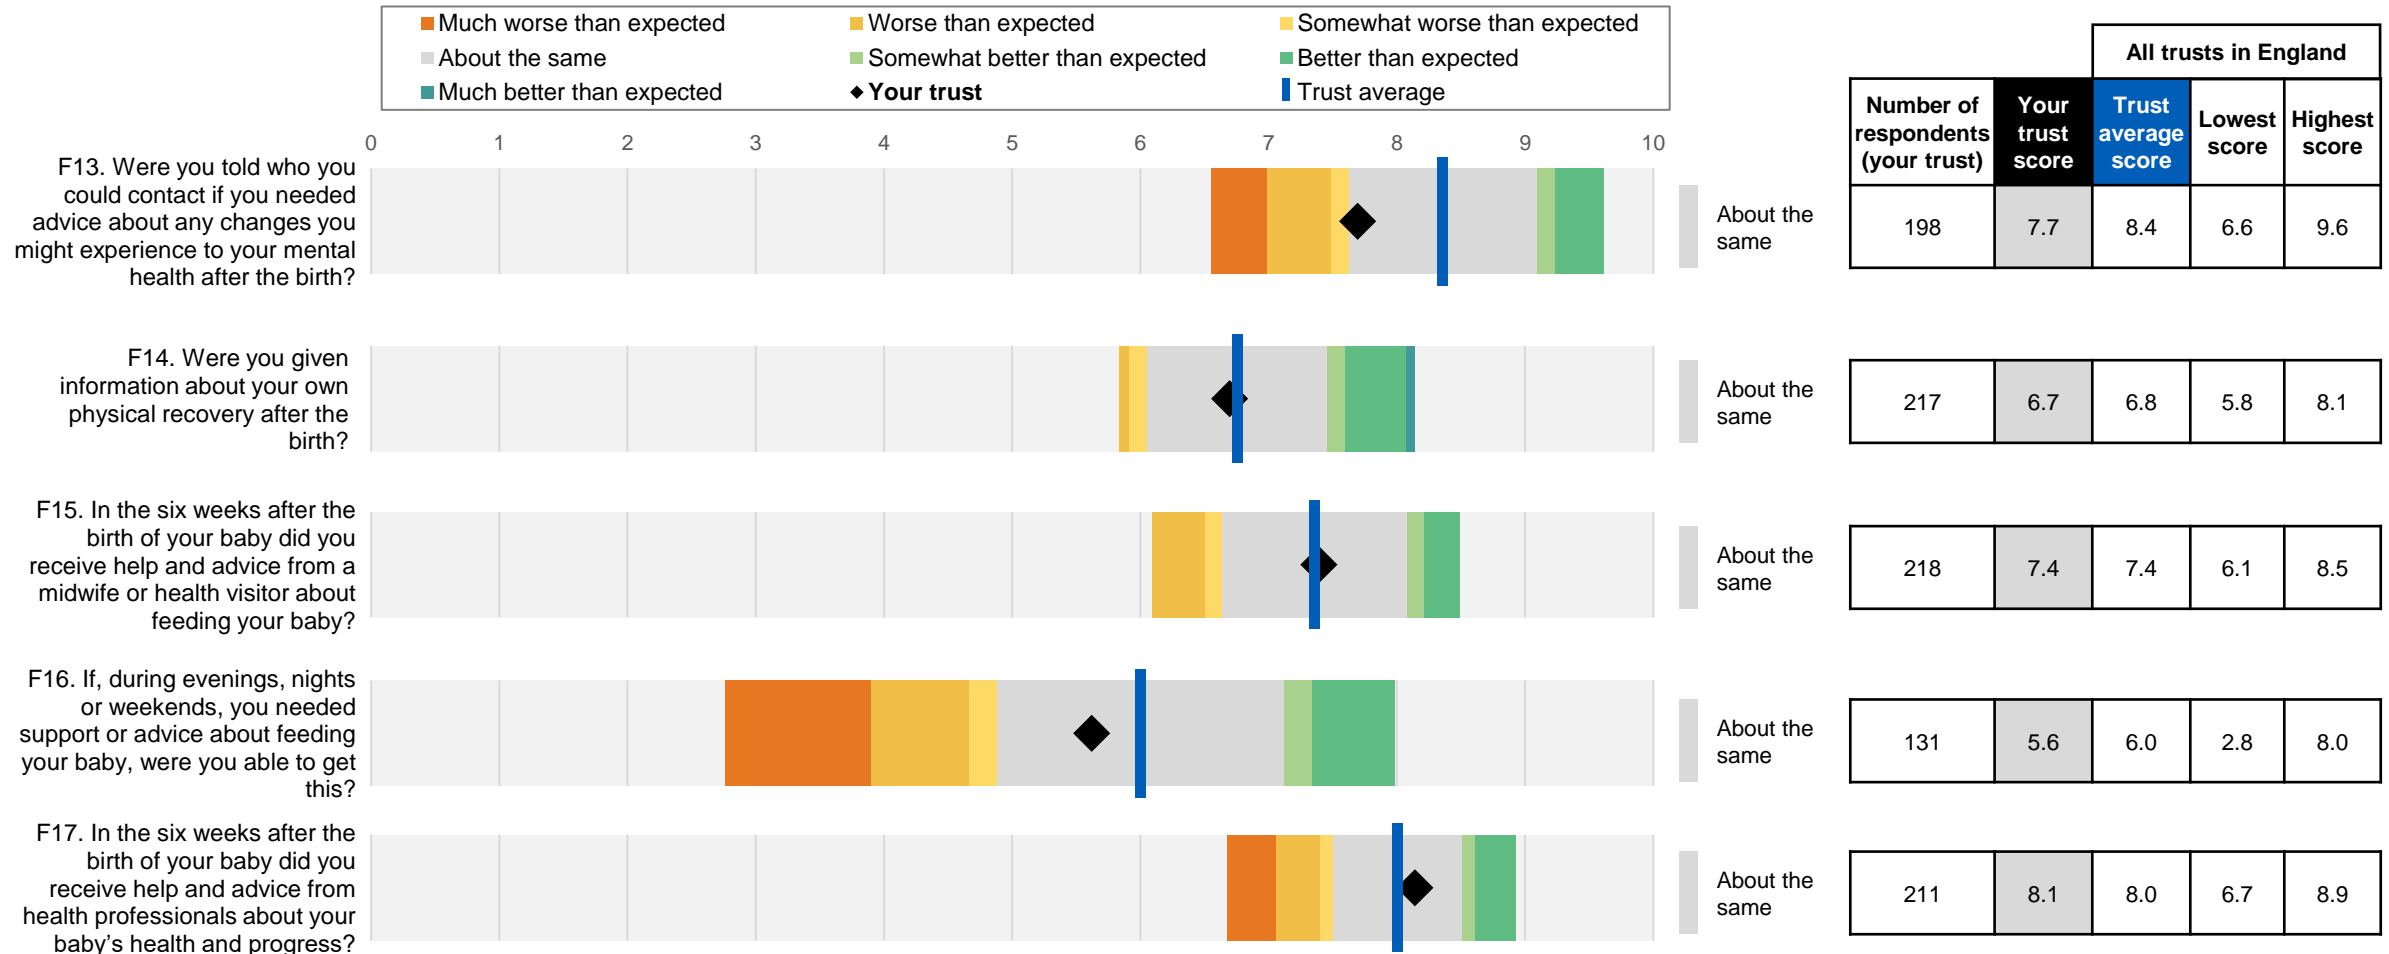 Much worse than expected
Worse than expected
Somewhat worse than expected
About the same
Somewhat better than expected
Better than expected
Much better than expected
Your trust
Trust average
All trusts in England
Number of
respondents
(your trust)
Your
trust
score
Trust
average
score
Lowest
score
Highest
score
0 1 2 3 4 5 6 7 8 9 10
F13. Were you told who you
could contact if you needed
advice about any changes you
might experience to your mental
health after the birth?
About the
same
198 7.7 8.4 6.6 9.6
F14. Were you given
information about your own
physical recovery after the
birth?
About the
same
217 6.7 6.8 5.8 8.1
F15. In the six weeks after the
birth of your baby did you
receive help and advice from a
midwife or health visitor about
feeding your baby?
About the
same
218 7.4 7.4 6.1 8.5
F16. If, during evenings, nights
or weekends, you needed
support or advice about feeding
your baby, were you able to get
this?
About the
same
131 5.6 6.0 2.8 8.0
F17. In the six weeks after the
birth of your baby did you
receive help and advice from
health professionals about your
baby’s health and progress?
About the
same
211 8.1 8.0 6.7 8.9